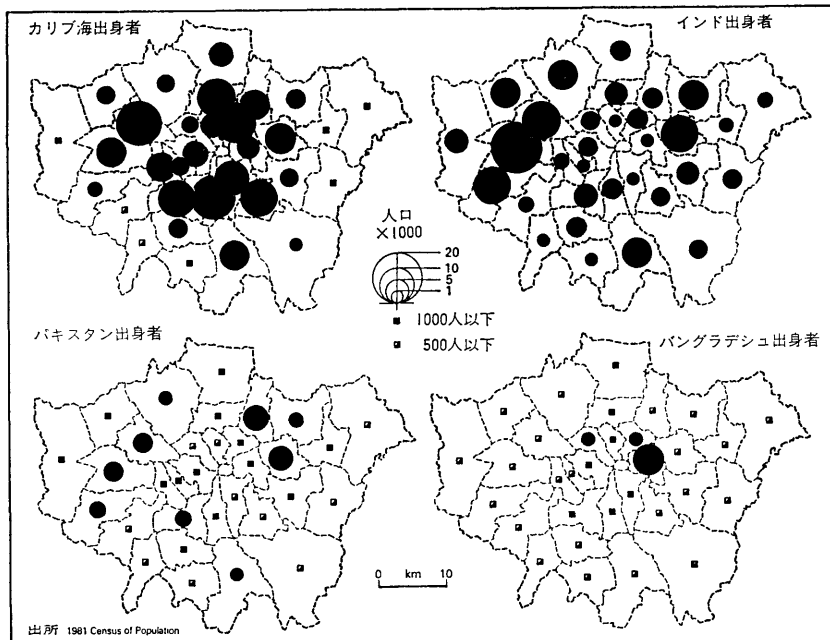 カリブ海出身者
インド出身者
人口
×1000
20
10
5
1
1000人以下
500人以下
パキスタン出身者
バングラデシュ出身者
0 km 10
出所 1981 Census of Population